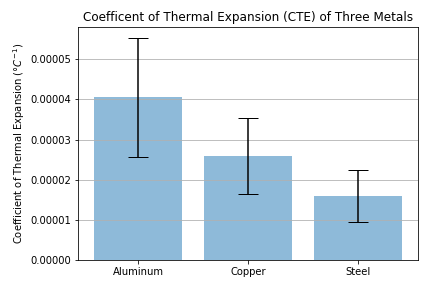 Coefficent of Thermal Expansion (CTE) of Three Metals
Coefficient of Thermal Expansion (°C⁻¹)
0.00005
0.00004
0.00003
0.00002
0.00001
0.00000
Aluminum
Copper
Steel